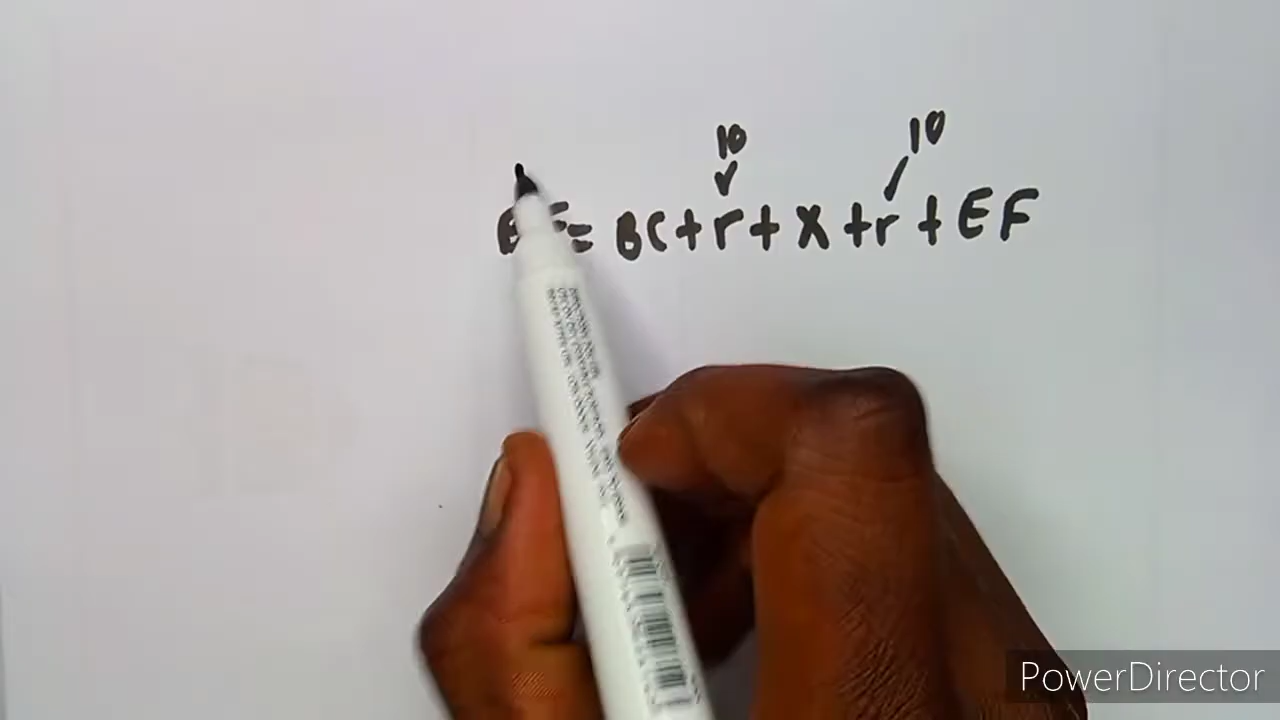 10 10
= BC + r + x + r + EF
PowerDirector